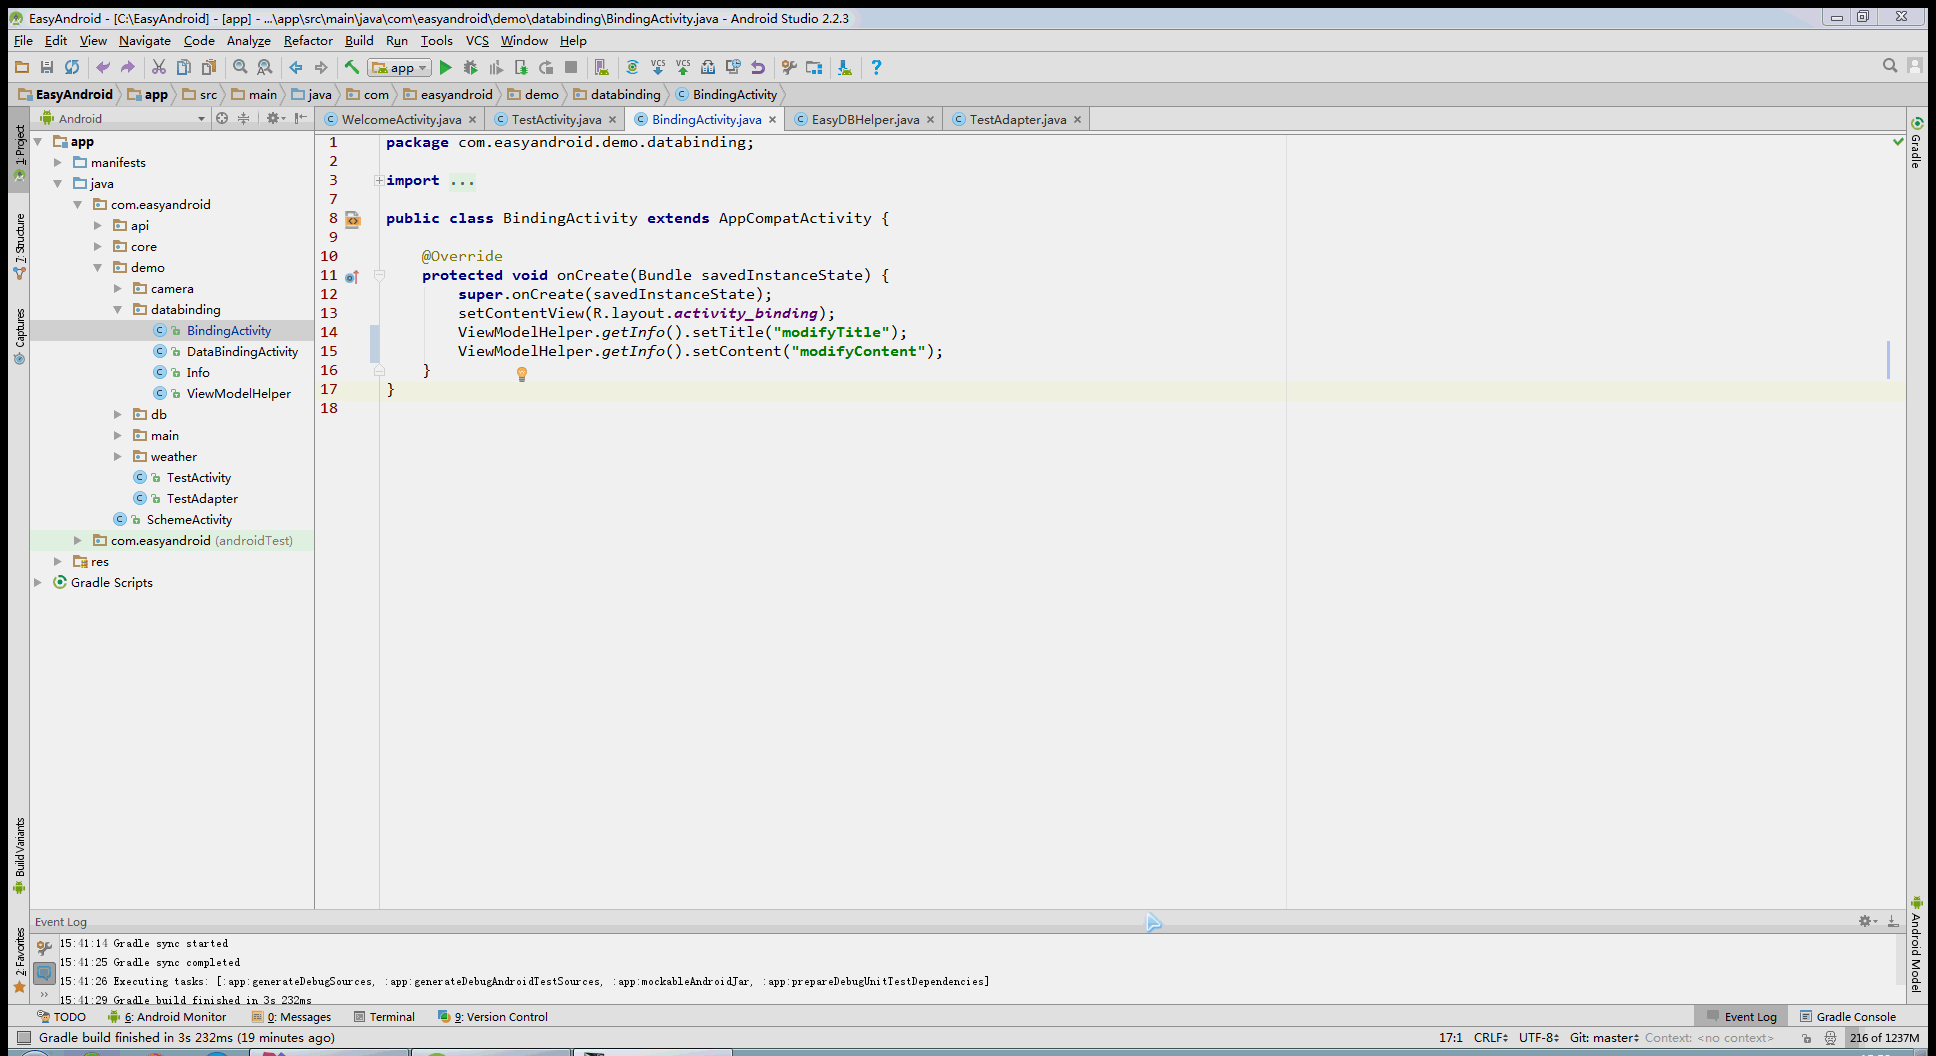 EasyAndroid - [C:\EasyAndroid] - [app] - ...\app\src\main\java\com\easyandroid\demo\databinding\BindingActivity.java - Android Studio 2.2.3
File Edit View Navigate Code Analyze Refactor Build Run Tools VCS Window Help
app VCS VCS
EasyAndroid app src main java com easyandroid demo databinding BindingActivity
Android
WelcomeActivity.java TestActivity.java BindingActivity.java EasyDBHelper.java TestAdapter.java
1: Project
7: Structure
Captures
Build Variants
2: Favorites
app
manifests
java
com.easyandroid
api
core
demo
camera
databinding
BindingActivity
DataBindingActivity
Info
ViewModelHelper
db
main
weather
TestActivity
TestAdapter
SchemeActivity
com.easyandroid (androidTest)
res
Gradle Scripts
1 package com.easyandroid.demo.databinding;
2
3 import ...
7
8 public class BindingActivity extends AppCompatActivity {
9
10 @Override
11 protected void onCreate(Bundle savedInstanceState) {
12 super.onCreate(savedInstanceState);
13 setContentView(R.layout.activity_binding);
14 ViewModelHelper.getInfo().setTitle("modifyTitle");
15 ViewModelHelper.getInfo().setContent("modifyContent");
16 }
17 }
18
Gradle
Android Model
Event Log
15:41:14 Gradle sync started
15:41:25 Gradle sync completed
15:41:26 Executing tasks: [:app:generateDebugSources, :app:generateDebugAndroidTestSources, :app:mockableAndroidJar, :app:prepareDebugUnitTestDependencies]
15:41:29 Gradle build finished in 3s 232ms
TODO 6: Android Monitor 0: Messages Terminal 9: Version Control Event Log Gradle Console
Gradle build finished in 3s 232ms (19 minutes ago) 17:1 CRLF UTF-8 Git: master Context: <no context> 216 of 1237M